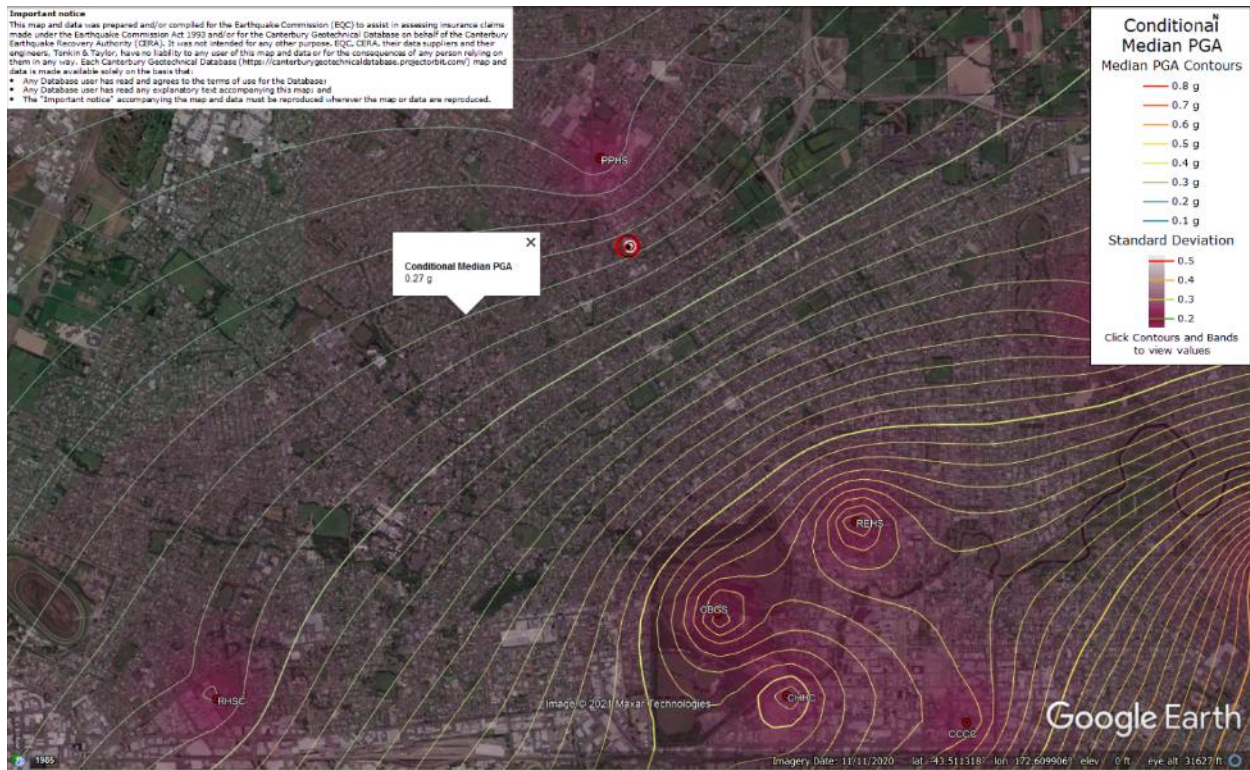 Important notice
This map and data was prepared and/or compiled for the Earthquake Commission (EQC) to assist in assessing insurance claims
made under the Earthquake Commission Act 1993 and/or for the Canterbury Geotechnical Database on behalf of the Canterbury
Earthquake Recovery Authority (CERA). It was not intended for any other purpose. EQC, CERA, their data suppliers and their
engineers, Tonkin & Taylor, have no liability to any user of this map and data or for the consequences of any person relying on
them in any way. Each Canterbury Geotechnical Database (https://canterburygeotechnicaldatabase.projectorbit.com/) map and
data is made available solely on the basis that:
• Any Database user has read and agrees to the terms of use for the Database;
• Any Database user has read any explanatory text accompanying this map; and
• The "Important notice" accompanying the map and data must be reproduced wherever the map or data are reproduced.
N
Conditional
Median PGA
Median PGA Contours
0.8 g
0.7 g
0.6 g
0.5 g
0.4 g
0.3 g
0.2 g
0.1 g
Standard Deviation
0.5
0.4
0.3
0.2
Click Contours and Bands
to view values
PPHS
Conditional Median PGA
0.27 g
REHS
CBGS
RHSC
CHHC
CCCC
Image © 2021 Maxar Technologies
Google Earth
1985
Imagery Date: 11/11/2020 lat -43.511318° lon 172.609906° elev 0 ft eye alt 31627 ft